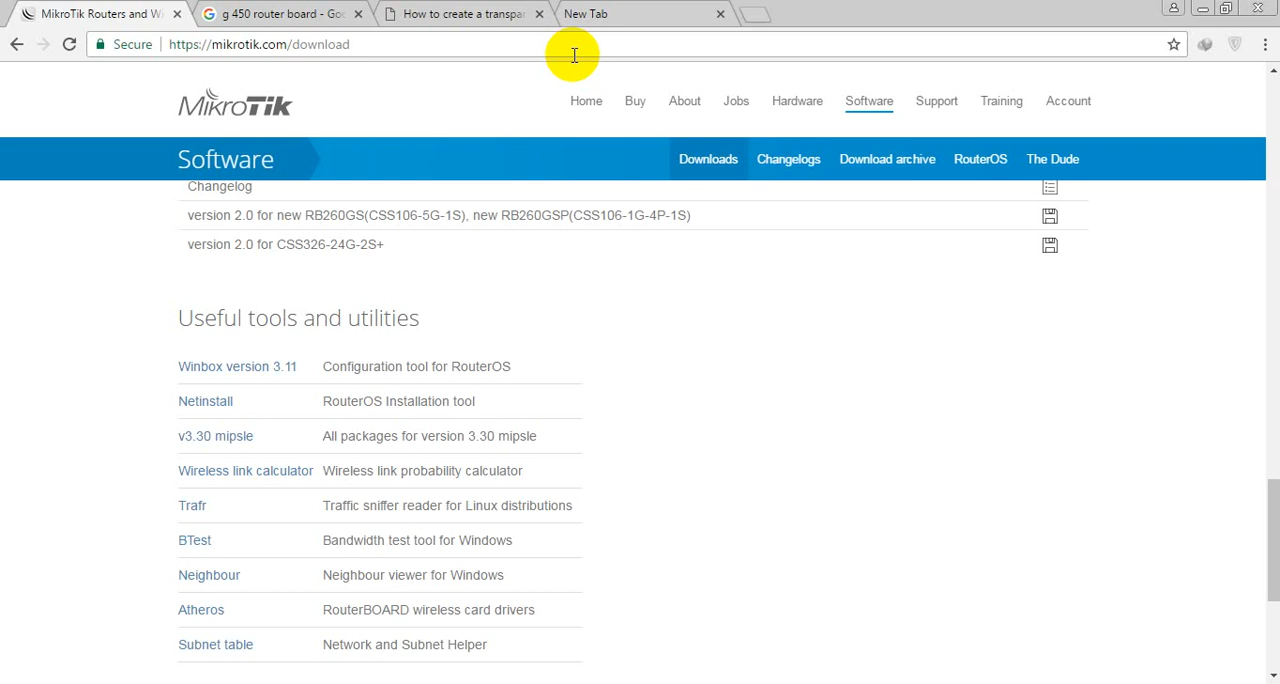 MikroTik Routers and Wi
g 450 router board - Goo
How to create a transpar
New Tab
Secure
https://mikrotik.com/download
MikroTik
Home
Buy
About
Jobs
Hardware
Software
Support
Training
Account
Software
Downloads
Changelogs
Download archive
RouterOS
The Dude
Changelog
version 2.0 for new RB260GS(CSS106-5G-1S), new RB260GSP(CSS106-1G-4P-1S)
version 2.0 for CSS326-24G-2S+
Useful tools and utilities
Winbox version 3.11 Configuration tool for RouterOS
Netinstall RouterOS Installation tool
v3.30 mipsle All packages for version 3.30 mipsle
Wireless link calculator Wireless link probability calculator
Trafr Traffic sniffer reader for Linux distributions
BTest Bandwidth test tool for Windows
Neighbour Neighbour viewer for Windows
Atheros RouterBOARD wireless card drivers
Subnet table Network and Subnet Helper